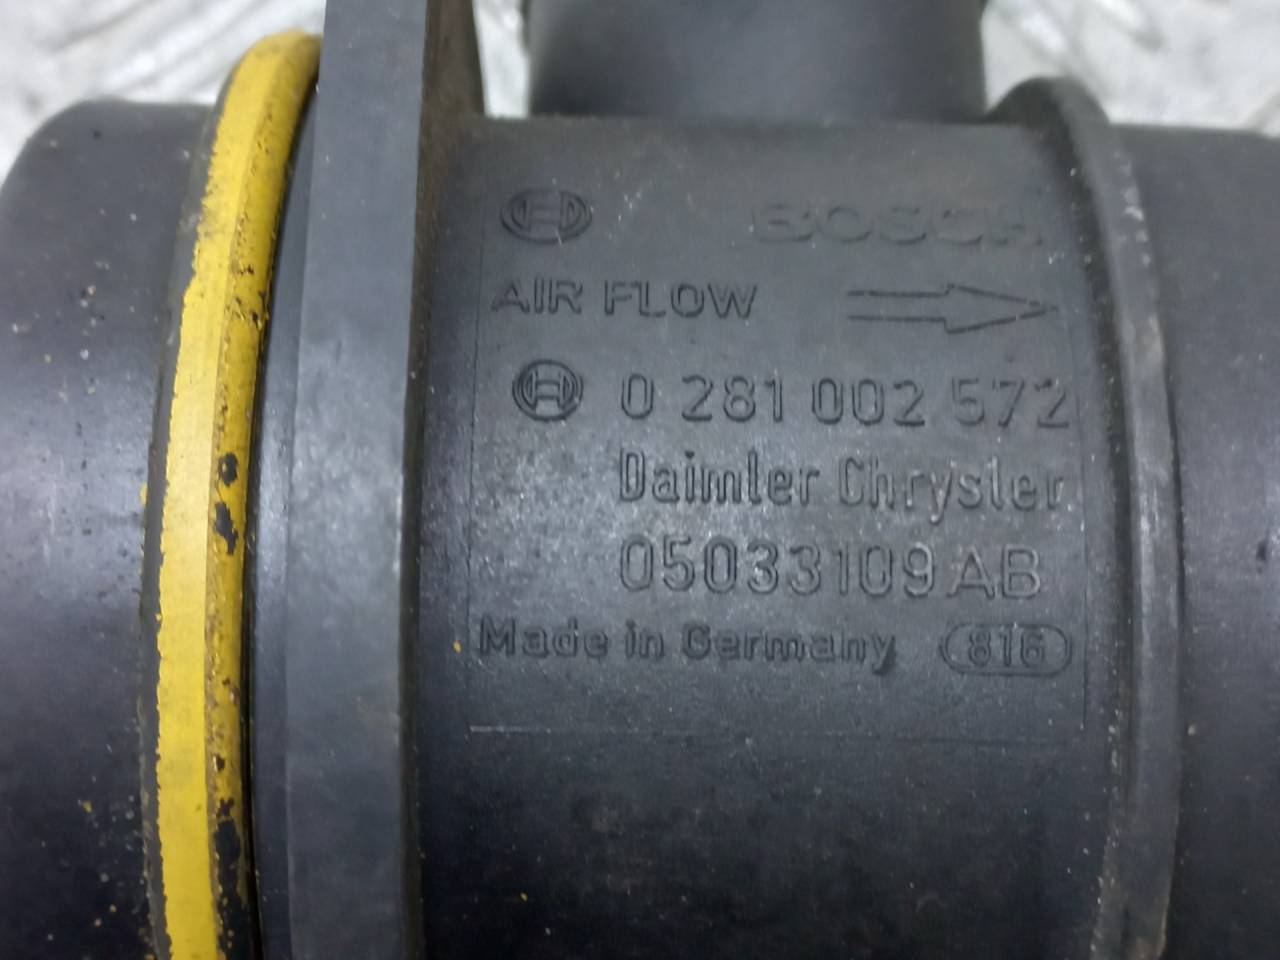 BOSCH
AIR FLOW
0 281 002 572
Daimler Chrysler
05033109AB
Made in Germany 816